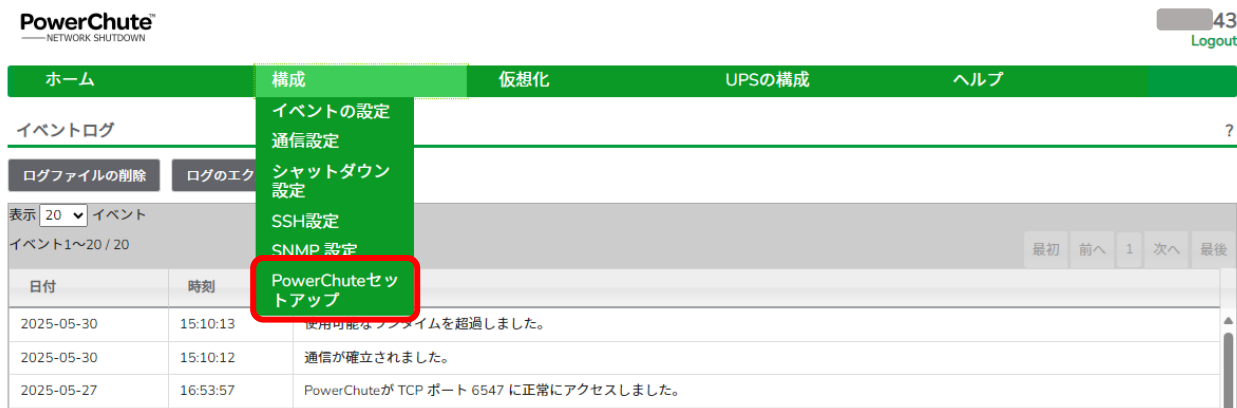 PowerChute™
NETWORK SHUTDOWN
43
Logout
ホーム 構成 仮想化 UPSの構成 ヘルプ
イベントの設定
通信設定
シャットダウン
設定
SSH設定
SNMP 設定
PowerChuteセッ
トアップ
イベントログ ?
ログファイルの削除 ログのエク
表示 20 イベント
イベント1〜20 / 20
最初 前へ 1 次へ 最後
日付 時刻
2025-05-30 15:10:13 使用可能なランタイムを超過しました。
2025-05-30 15:10:12 通信が確立されました。
2025-05-27 16:53:57 PowerChuteが TCP ポート 6547 に正常にアクセスしました。